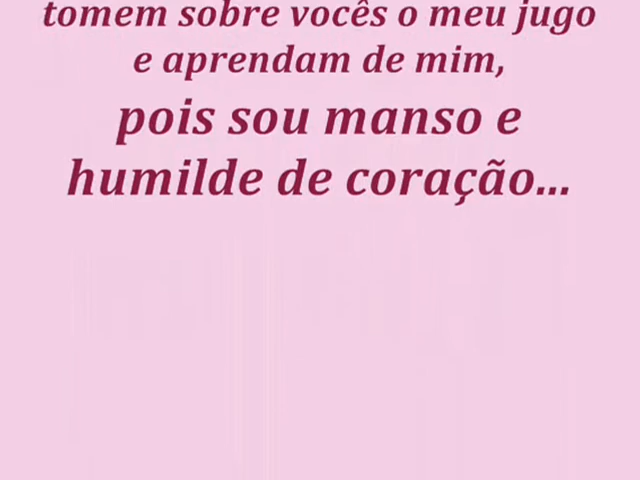 tomem sobre vocês o meu jugo
e aprendam de mim,
pois sou manso e
humilde de coração...